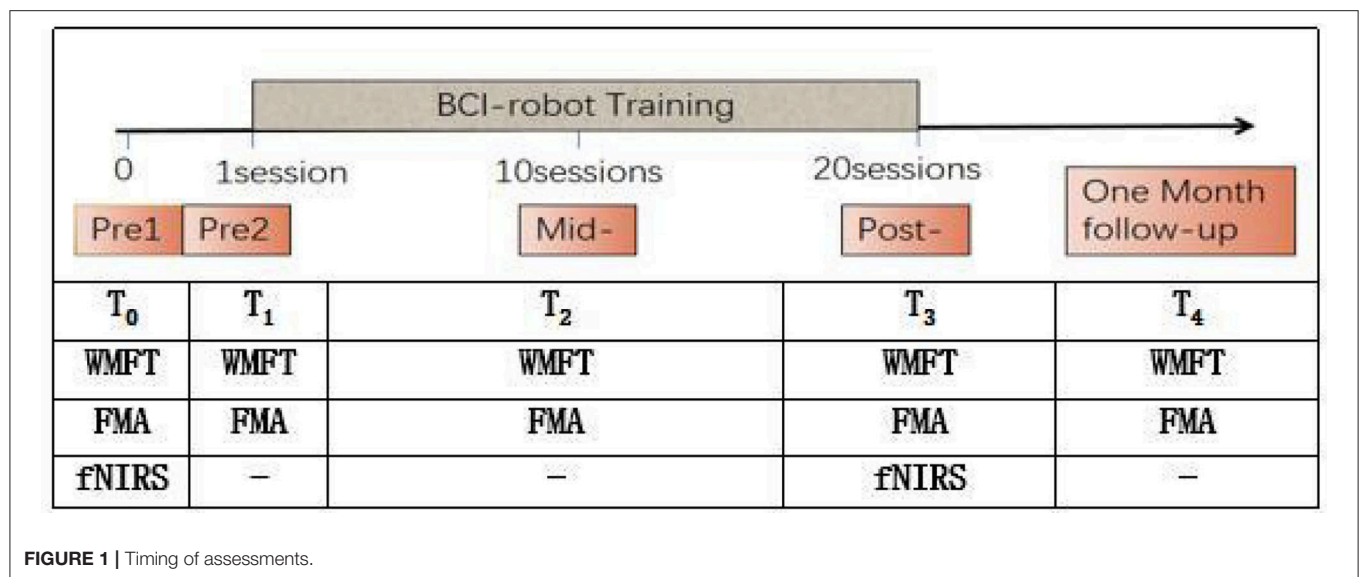 BCI-robot Training
0 1session 10sessions 20sessions
Pre1 Pre2 Mid- Post- One Month
follow-up
T₀ T₁ T₂ T₃ T₄
WMFT WMFT WMFT WMFT WMFT
FMA FMA FMA FMA FMA
fNIRS – – fNIRS –
FIGURE 1 | Timing of assessments.